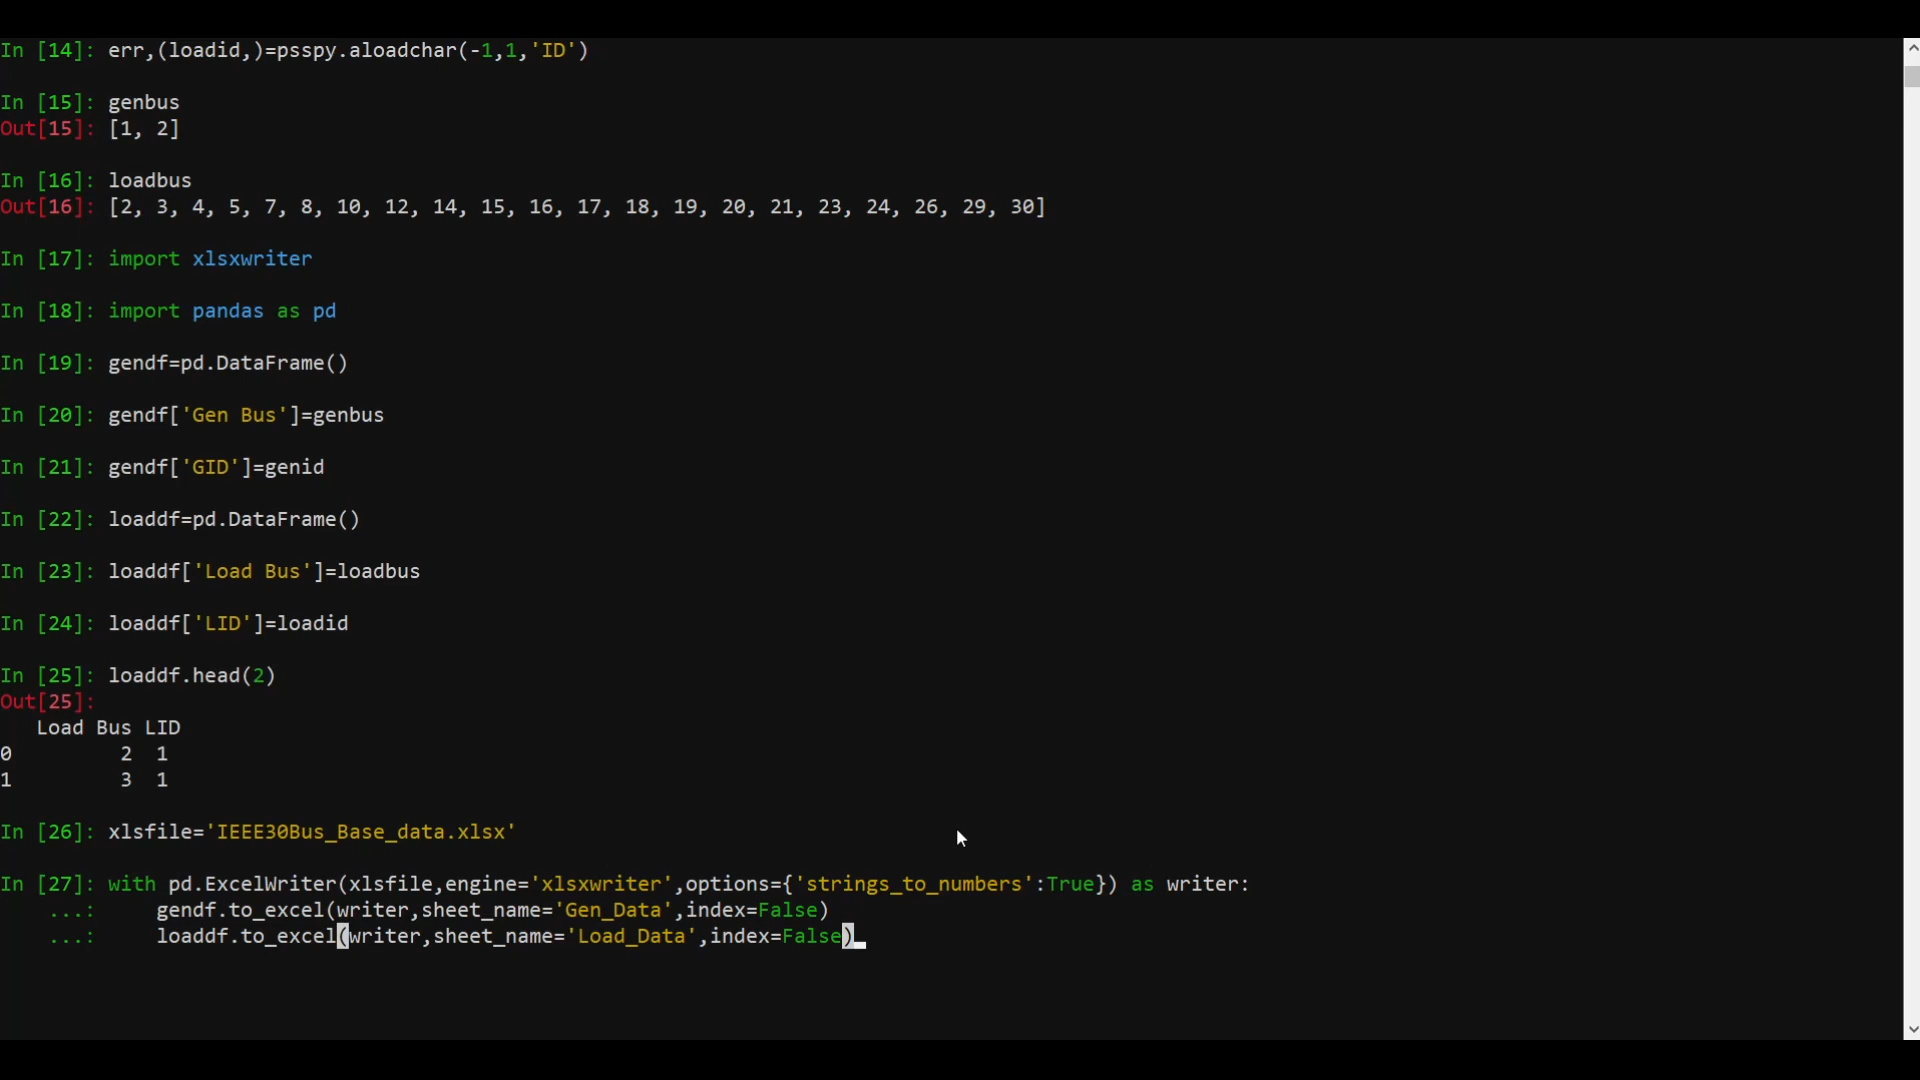 In [14]: err,(loadid,)=psspy.aloadchar(-1,1,'ID')
In [15]: genbus
Out[15]: [1, 2]
In [16]: loadbus
Out[16]: [2, 3, 4, 5, 7, 8, 10, 12, 14, 15, 16, 17, 18, 19, 20, 21, 23, 24, 26, 29, 30]
In [17]: import xlsxwriter
In [18]: import pandas as pd
In [19]: gendf=pd.DataFrame()
In [20]: gendf['Gen Bus']=genbus
In [21]: gendf['GID']=genid
In [22]: loaddf=pd.DataFrame()
In [23]: loaddf['Load Bus']=loadbus
In [24]: loaddf['LID']=loadid
In [25]: loaddf.head(2)
Out[25]:
   Load Bus LID
0         2  1
1         3  1
In [26]: xlsfile='IEEE30Bus_Base_data.xlsx'
In [27]: with pd.ExcelWriter(xlsfile,engine='xlsxwriter',options={'strings_to_numbers':True}) as writer:
    ...:     gendf.to_excel(writer,sheet_name='Gen_Data',index=False)
    ...:     loaddf.to_excel(writer,sheet_name='Load_Data',index=False)